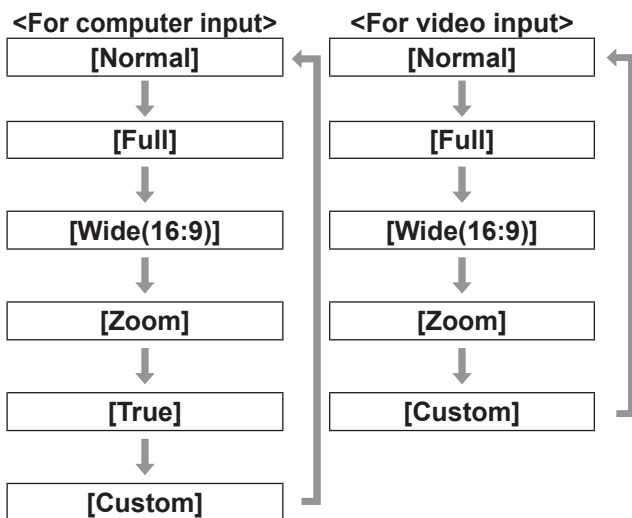 <For computer input>
[Normal]
[Full]
[Wide(16:9)]
[Zoom]
[True]
[Custom]
<For video input>
[Normal]
[Full]
[Wide(16:9)]
[Zoom]
[Custom]